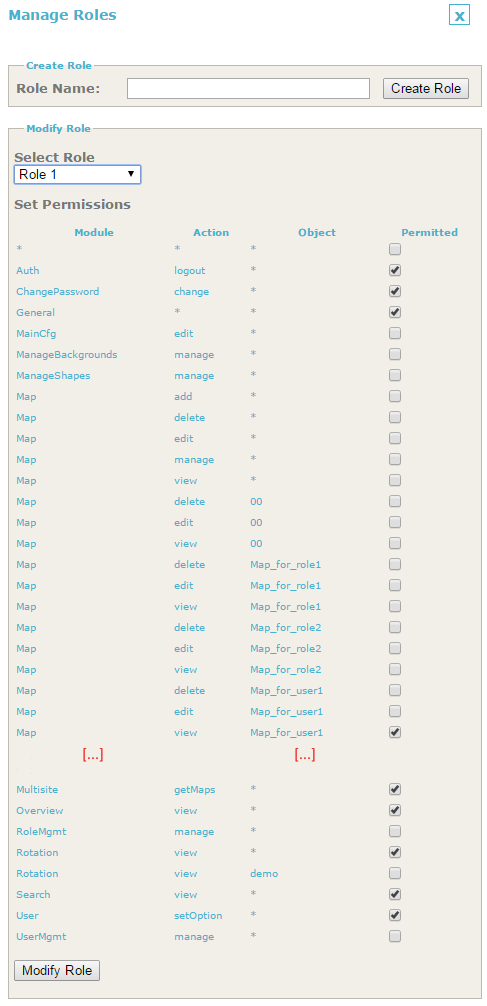 Manage Roles
x
Create Role
Role Name: Create Role
Modify Role
Select Role
Role 1
Set Permissions
Module Action Object Permitted
* * *
Auth logout *
ChangePassword change *
General * *
MainCfg edit *
ManageBackgrounds manage *
ManageShapes manage *
Map add *
Map delete *
Map edit *
Map manage *
Map view *
Map delete 00
Map edit 00
Map view 00
Map delete Map_for_role1
Map edit Map_for_role1
Map view Map_for_role1
Map delete Map_for_role2
Map edit Map_for_role2
Map view Map_for_role2
Map delete Map_for_user1
Map edit Map_for_user1
Map view Map_for_user1
[...] [...]
Multisite getMaps *
Overview view *
RoleMgmt manage *
Rotation view *
Rotation view demo
Search view *
User setOption *
UserMgmt manage *
Modify Role